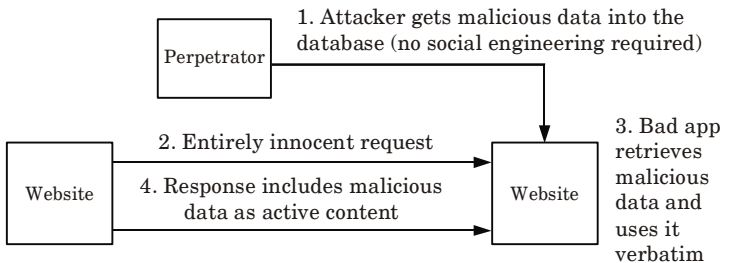 1. Attacker gets malicious data into the
database (no social engineering required)
Perpetrator
2. Entirely innocent request
3. Bad app
retrieves
malicious
data and
uses it
verbatim
Website
4. Response includes malicious
data as active content
Website